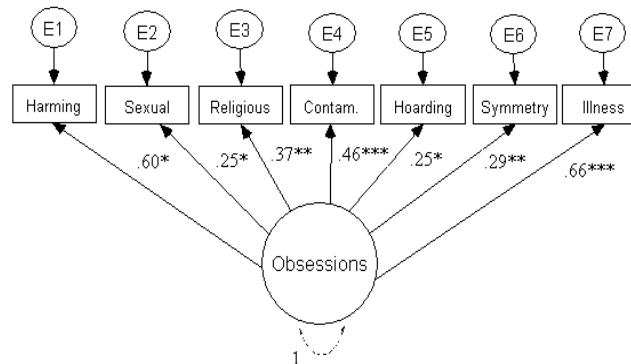 E1 E2 E3 E4 E5 E6 E7
Harming Sexual Religious Contam. Hoarding Symmetry Illness
.60* .25* .37** .46*** .25* .29** .66***
Obsessions
1